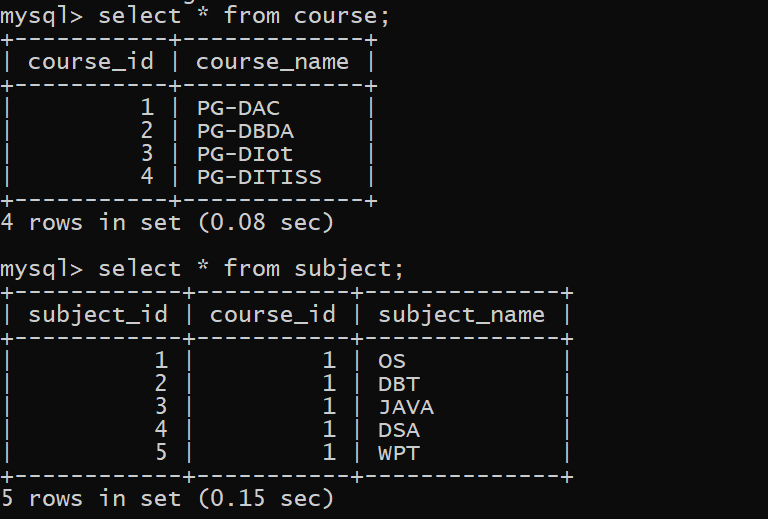 mysql> select * from course;
+-----------+-------------+
| course_id | course_name |
+-----------+-------------+
|         1 | PG-DAC      |
|         2 | PG-DBDA     |
|         3 | PG-DIot     |
|         4 | PG-DITISS   |
+-----------+-------------+
4 rows in set (0.08 sec)

mysql> select * from subject;
+------------+-----------+--------------+
| subject_id | course_id | subject_name |
+------------+-----------+--------------+
|          1 |         1 | OS           |
|          2 |         1 | DBT          |
|          3 |         1 | JAVA         |
|          4 |         1 | DSA          |
|          5 |         1 | WPT          |
+------------+-----------+--------------+
5 rows in set (0.15 sec)